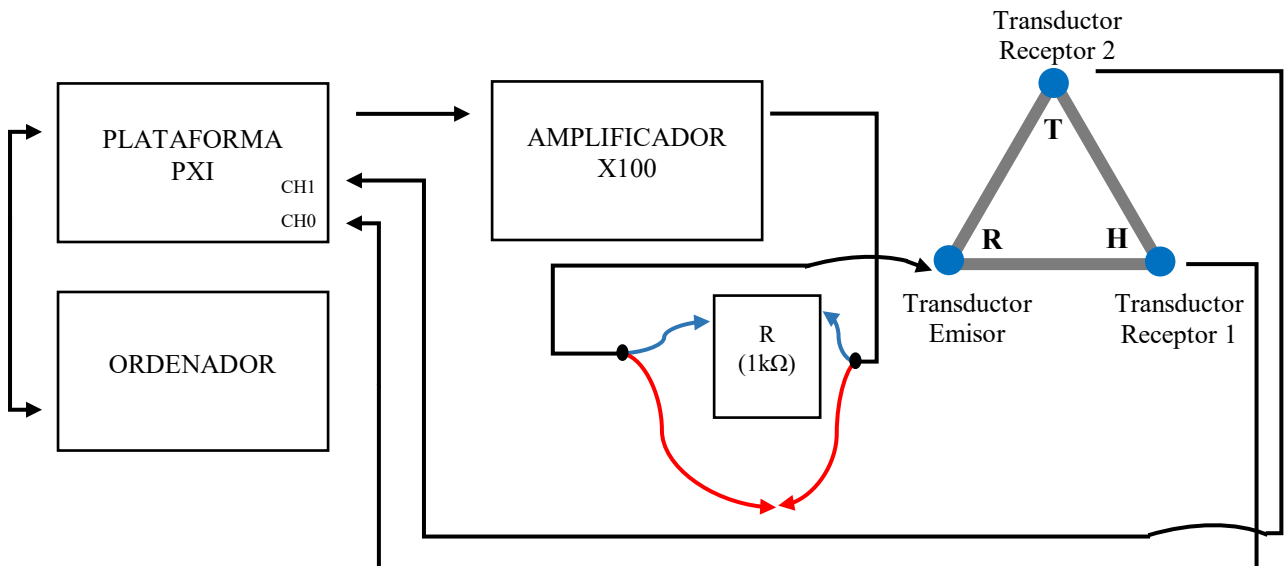 Transductor
Receptor 2
PLATAFORMA
PXI
CH1
CH0
AMPLIFICADOR
X100
T
R
H
Transductor
Emisor
Transductor
Receptor 1
ORDENADOR
R
(1kΩ)